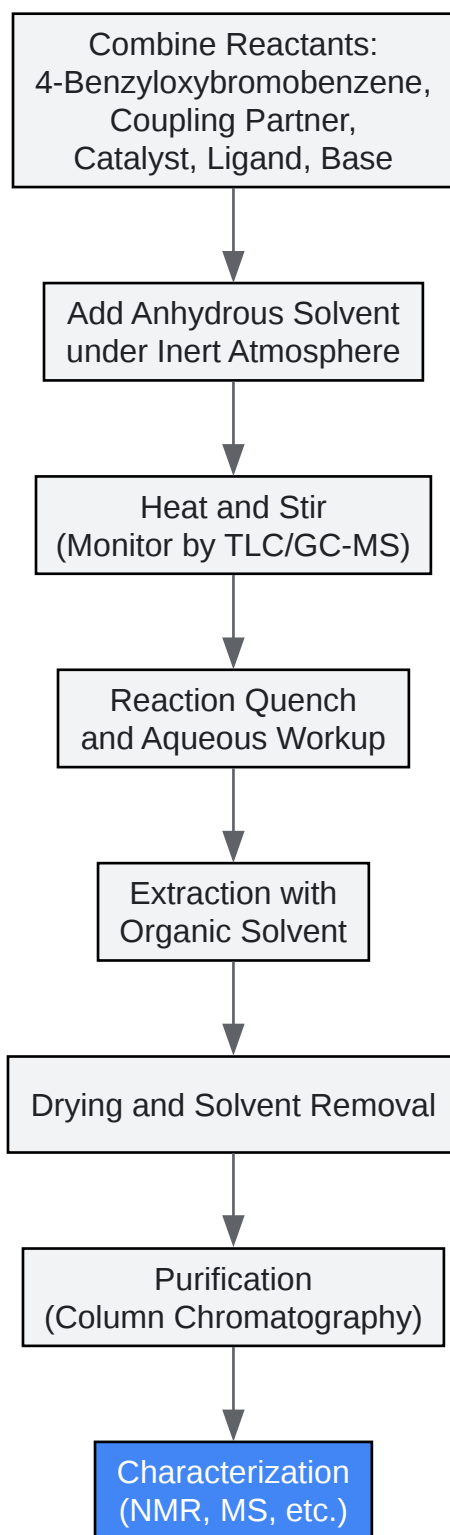 Combine Reactants:
4-Benzyloxybromobenzene,
Coupling Partner,
Catalyst, Ligand, Base
Add Anhydrous Solvent
under Inert Atmosphere
Heat and Stir
(Monitor by TLC/GC-MS)
Reaction Quench
and Aqueous Workup
Extraction with
Organic Solvent
Drying and Solvent Removal
Purification
(Column Chromatography)
Characterization
(NMR, MS, etc.)